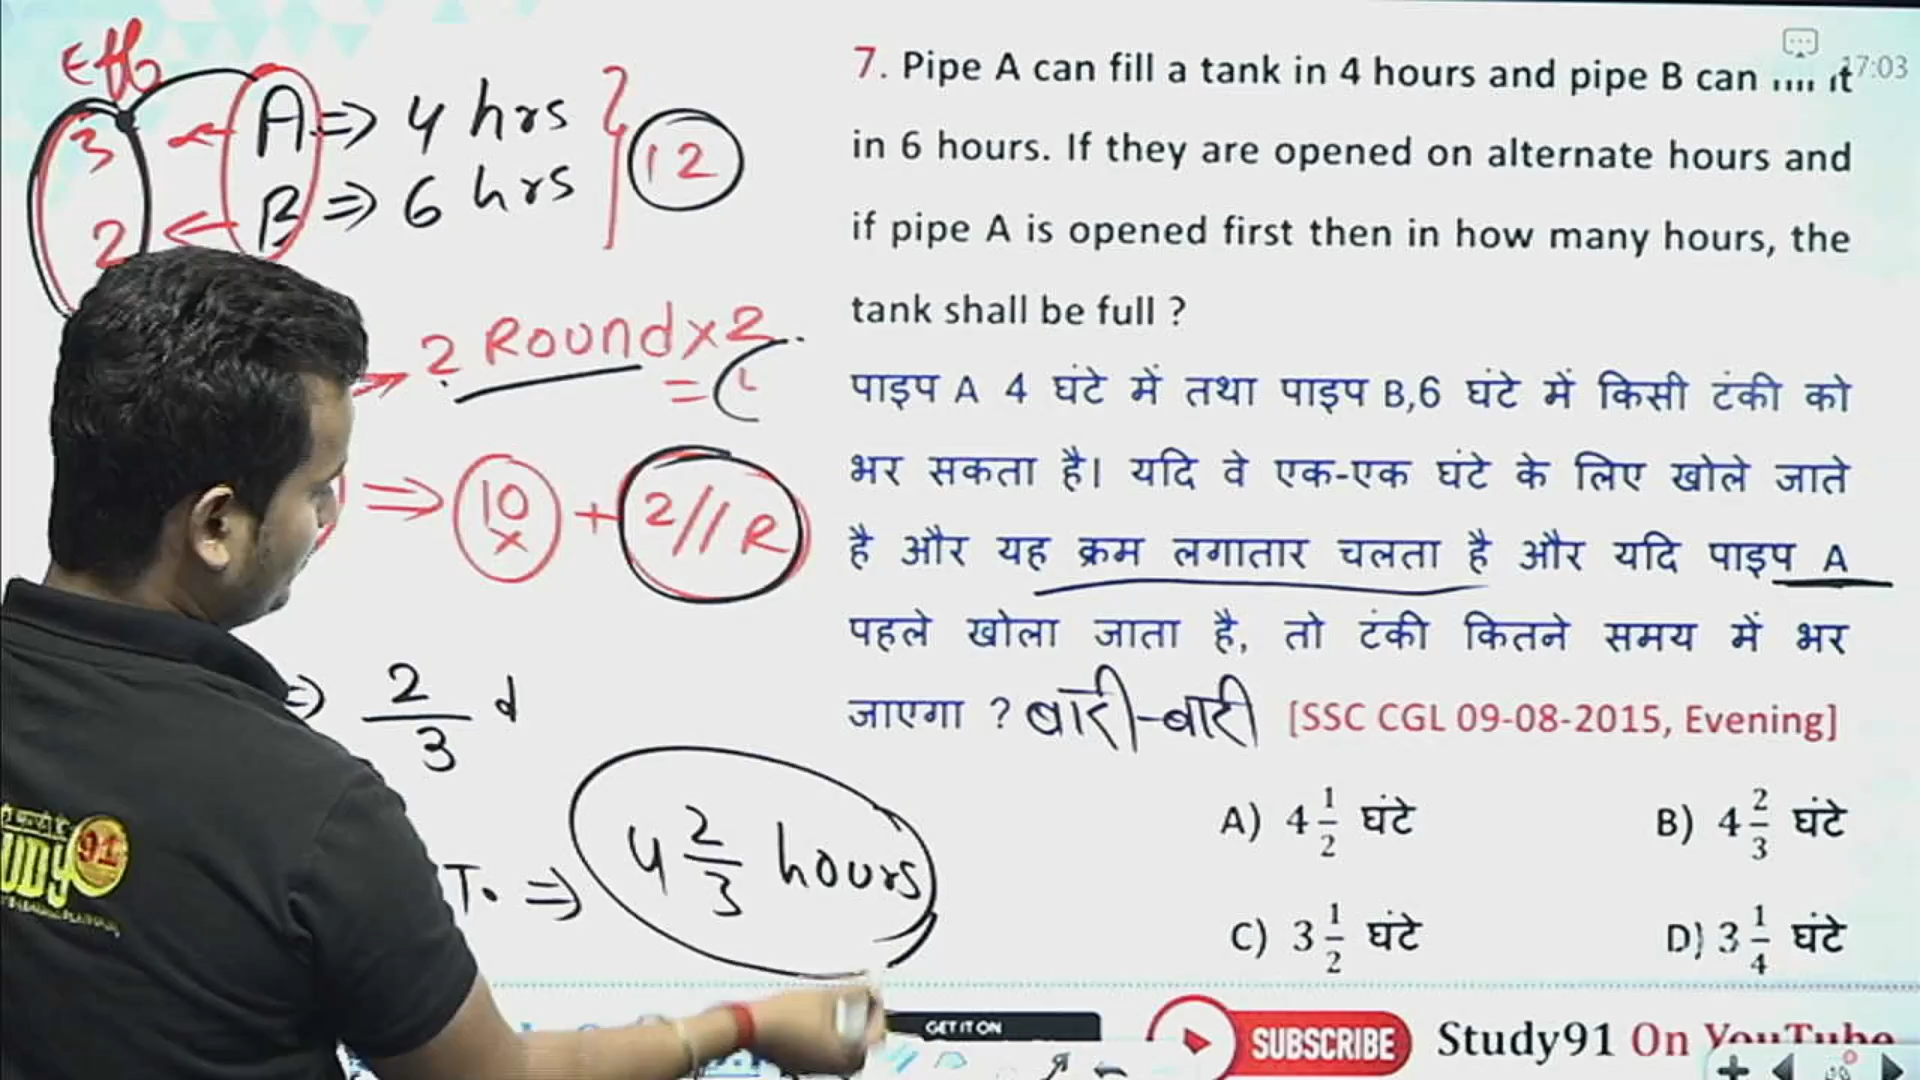 Eff
A => 4 hrs
B => 6 hrs
3
2
12
2 Round x 2
=
=> 10 + 2//R
x
=> 2/3 d
T. => 4 2/3 hours
17:03
7. Pipe A can fill a tank in 4 hours and pipe B can it
in 6 hours. If they are opened on alternate hours and
if pipe A is opened first then in how many hours, the
tank shall be full ?
पाइप A 4 घंटे में तथा पाइप B,6 घंटे में किसी टंकी को
भर सकता है। यदि वे एक-एक घंटे के लिए खोले जाते
है और यह क्रम लगातार चलता है और यदि पाइप A
पहले खोला जाता है, तो टंकी कितने समय में भर
जाएगा ? बारी-बारी [SSC CGL 09-08-2015, Evening]
A) 4 1/2 घंटे B) 4 2/3 घंटे
C) 3 1/2 घंटे D) 3 1/4 घंटे
91
GET IT ON
SUBSCRIBE Study91 On YouTube